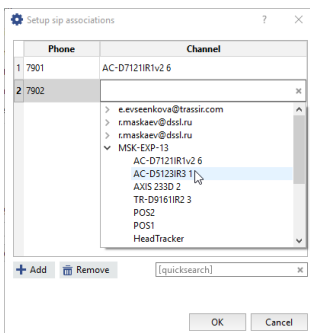 Setup sip associations
Phone Channel
1 7901 AC-D7121IR1v2 6
2 7902
e.evseenkova@trassir.com
r.maskaev@dssl.ru
r.maskaev@dssl.ru
MSK-EXP-13
AC-D7121IR1v2 6
AC-D5123IR3 1
AXIS 233D 2
TR-D9161IR2 3
POS2
POS1
HeadTracker
Add Remove [quicksearch]
OK Cancel